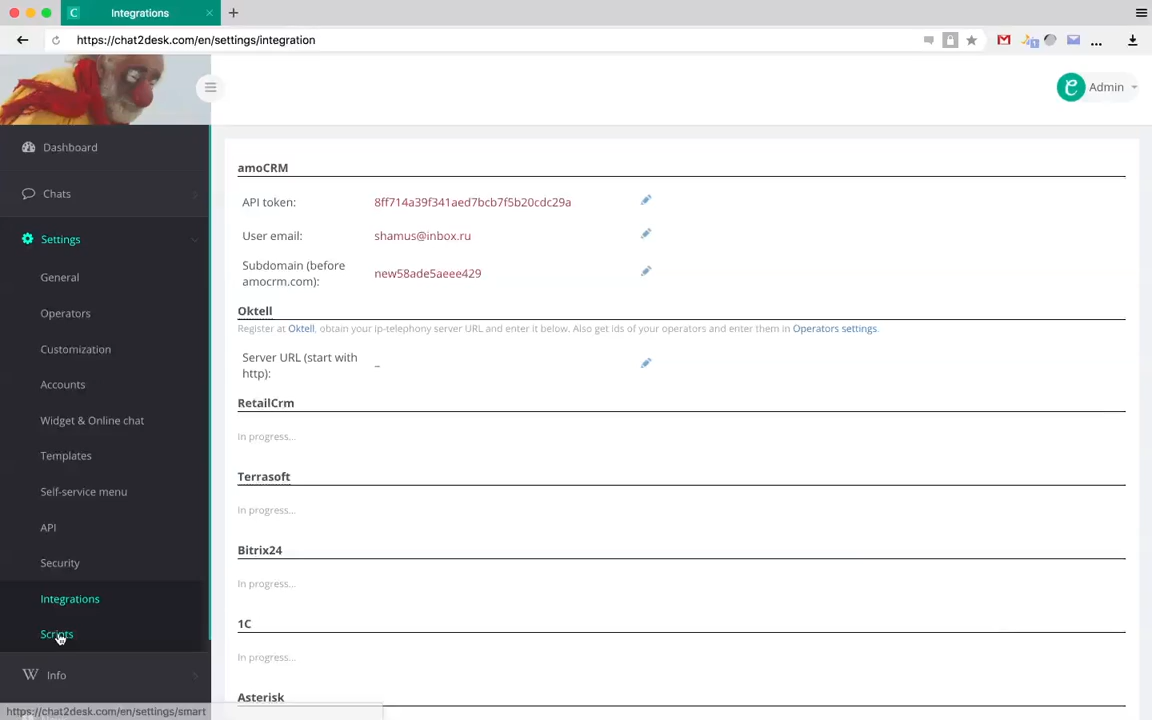 Integrations
https://chat2desk.com/en/settings/integration
Admin
Dashboard
Chats
Settings
General
Operators
Customization
Accounts
Widget & Online chat
Templates
Self-service menu
API
Security
Integrations
Scripts
Info
https://chat2desk.com/en/settings/smart
amoCRM
API token: 8ff714a39f341aed7bcb7f5b20cdc29a
User email: shamus@inbox.ru
Subdomain (before
amocrm.com): new58ade5aeee429
Oktell
Register at Oktell, obtain your ip-telephony server URL and enter it below. Also get ids of your operators and enter them in Operators settings.
Server URL (start with
http): _
RetailCrm
In progress...
Terrasoft
In progress...
Bitrix24
In progress...
1C
In progress...
Asterisk